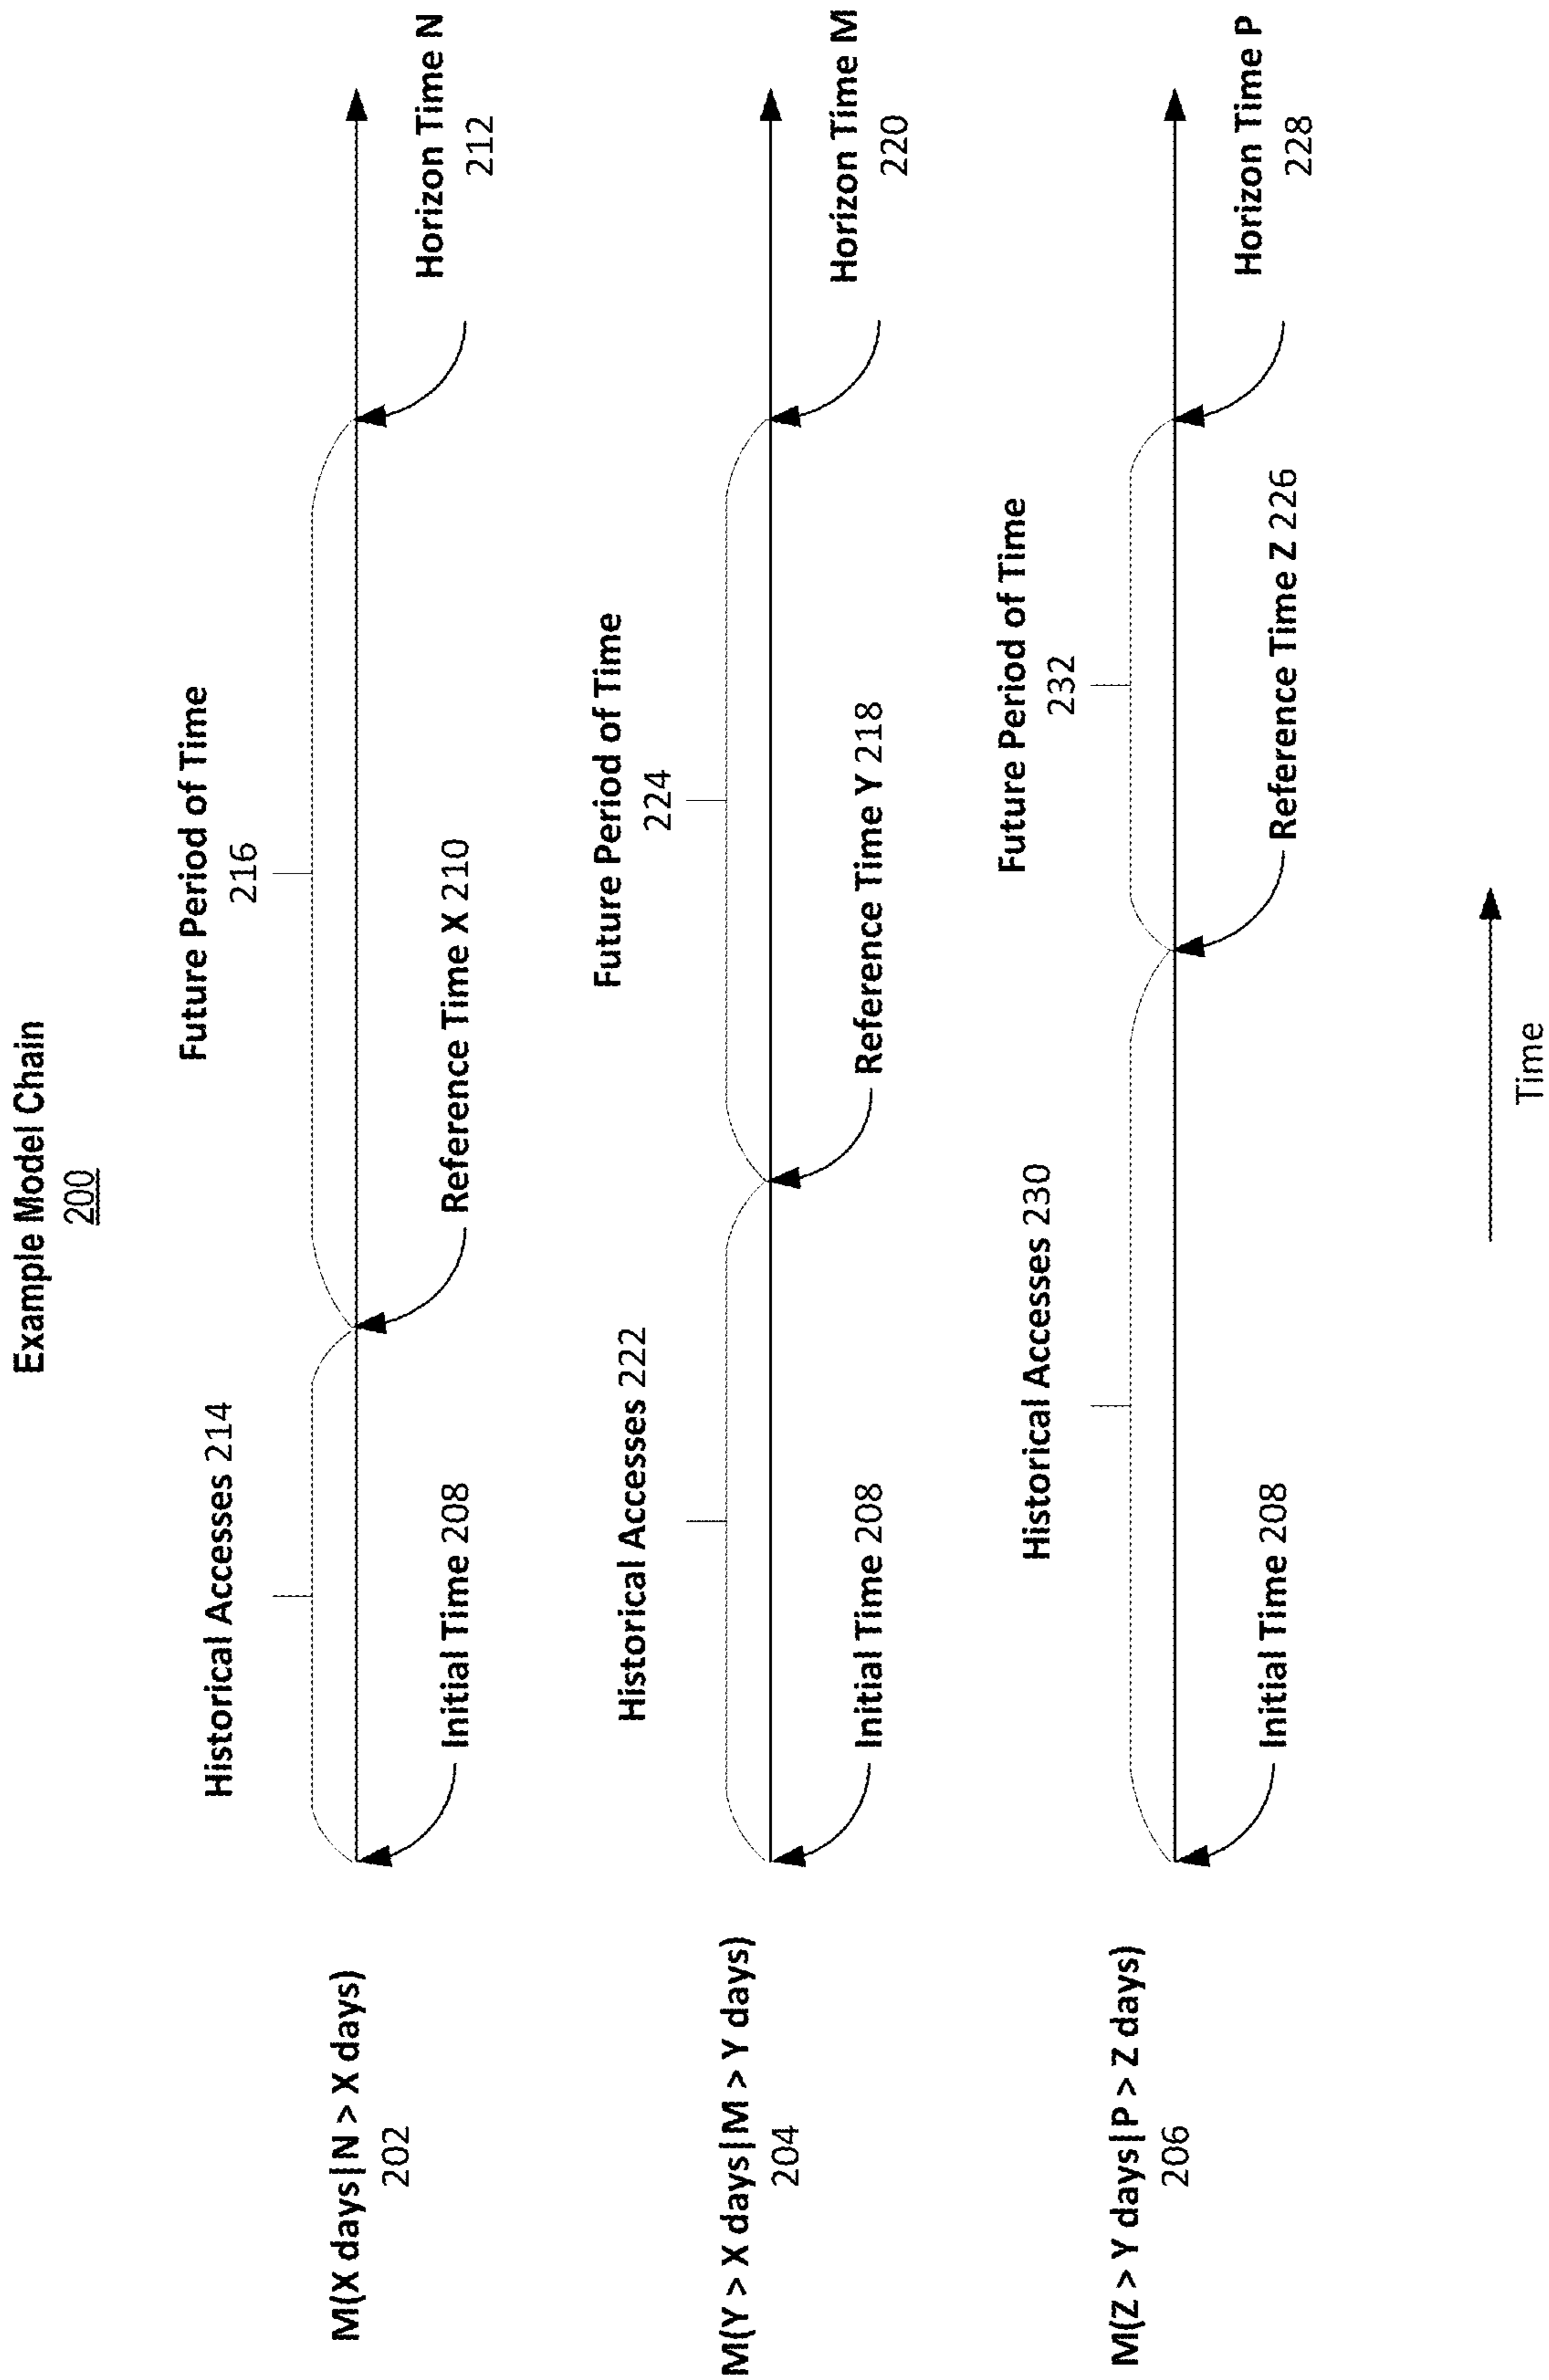 Example Model Chain
200
M(X days|N > X days)
202
Historical Accesses 214
Future Period of Time
216
Initial Time 208
Reference Time X 210
Horizon Time N
212
M(Y > X days|M > Y days)
204
Historical Accesses 222
Future Period of Time
224
Initial Time 208
Reference Time Y 218
Horizon Time M
220
M(Z > Y days|P > Z days)
206
Historical Accesses 230
Future Period of Time
232
Initial Time 208
Reference Time Z 226
Horizon Time P
228
Time